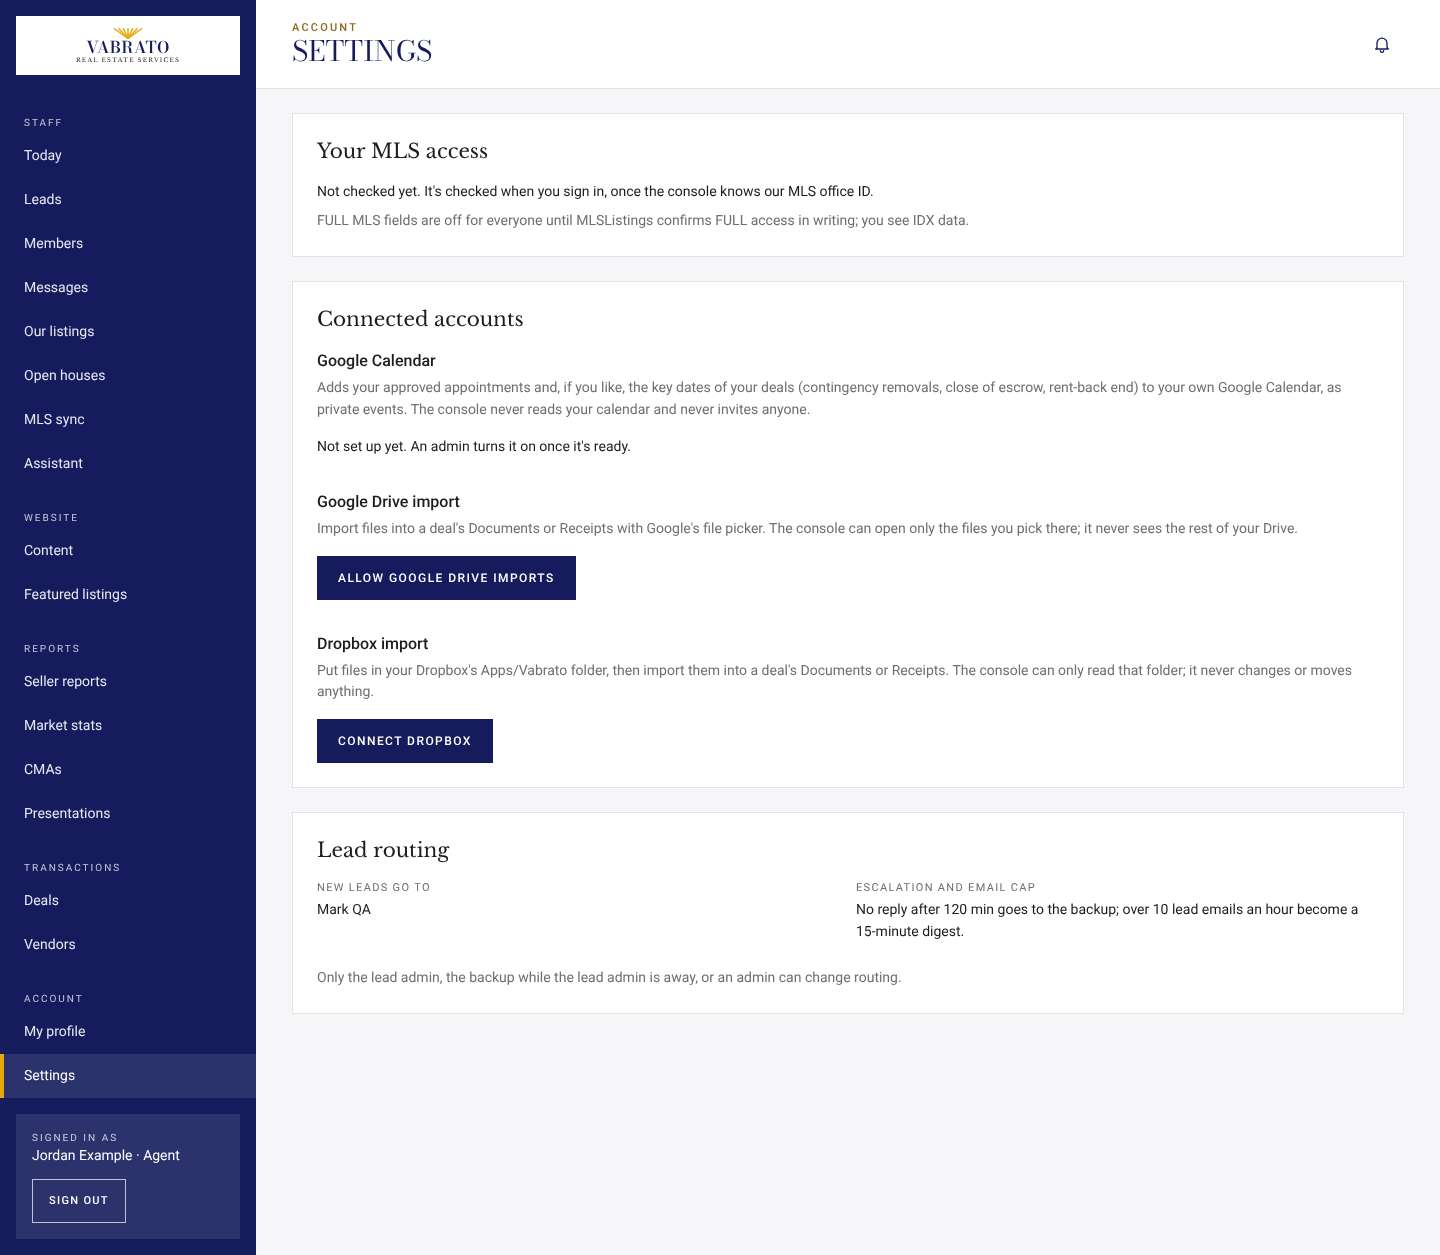 VABRATO
REAL ESTATE SERVICES
STAFF
Today
Leads
Members
Messages
Our listings
Open houses
MLS sync
Assistant
WEBSITE
Content
Featured listings
REPORTS
Seller reports
Market stats
CMAs
Presentations
TRANSACTIONS
Deals
Vendors
ACCOUNT
My profile
Settings
SIGNED IN AS
Jordan Example · Agent
SIGN OUT
ACCOUNT
SETTINGS
Your MLS access
Not checked yet. It's checked when you sign in, once the console knows our MLS office ID.
FULL MLS fields are off for everyone until MLSListings confirms FULL access in writing; you see IDX data.
Connected accounts
Google Calendar
Adds your approved appointments and, if you like, the key dates of your deals (contingency removals, close of escrow, rent-back end) to your own Google Calendar, as
private events. The console never reads your calendar and never invites anyone.
Not set up yet. An admin turns it on once it's ready.
Google Drive import
Import files into a deal's Documents or Receipts with Google's file picker. The console can open only the files you pick there; it never sees the rest of your Drive.
ALLOW GOOGLE DRIVE IMPORTS
Dropbox import
Put files in your Dropbox's Apps/Vabrato folder, then import them into a deal's Documents or Receipts. The console can only read that folder; it never changes or moves
anything.
CONNECT DROPBOX
Lead routing
NEW LEADS GO TO
Mark QA
ESCALATION AND EMAIL CAP
No reply after 120 min goes to the backup; over 10 lead emails an hour become a
15-minute digest.
Only the lead admin, the backup while the lead admin is away, or an admin can change routing.